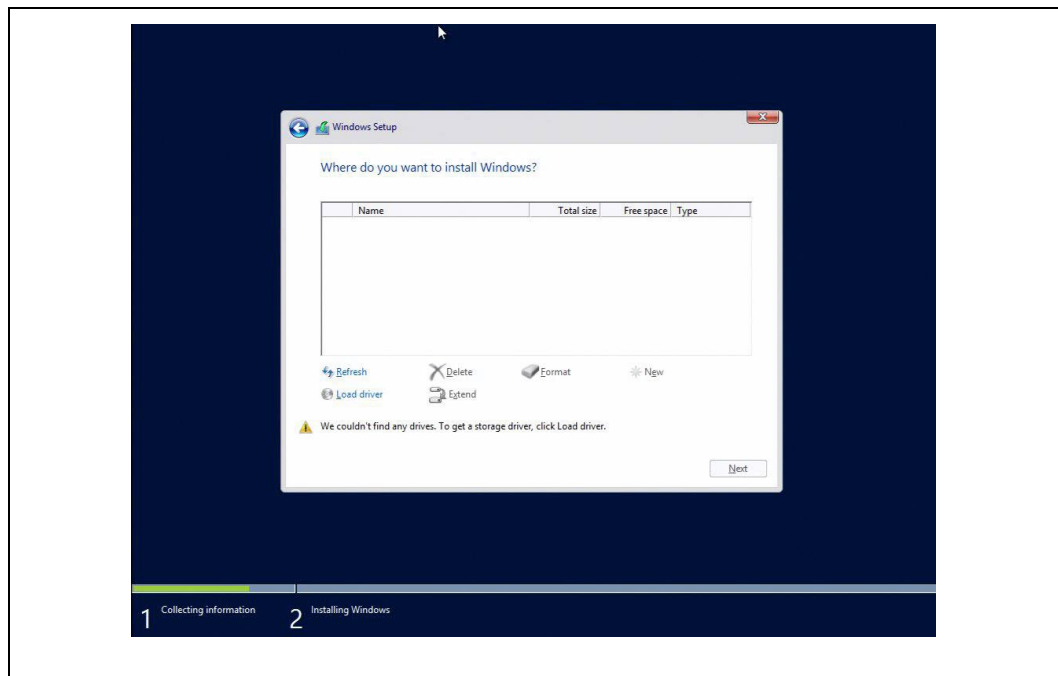 Windows Setup
Where do you want to install Windows?
Name Total size Free space Type
Refresh Delete Format New
Load driver Extend
We couldn't find any drives. To get a storage driver, click Load driver.
Next
1 Collecting information 2 Installing Windows